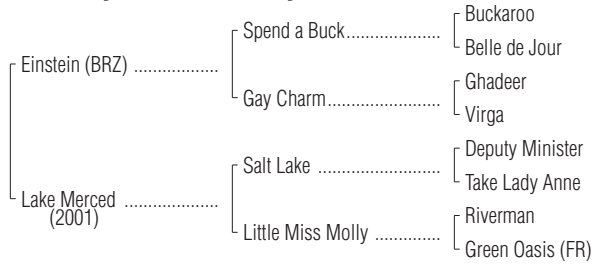 Buckaroo
Spend a Buck..................
Belle de Jour
Einstein (BRZ) ..................
Ghadeer
Gay Charm.....................
Virga
Deputy Minister
Salt Lake .......................
Take Lady Anne
Lake Merced ....................
(2001)
Riverman
Little Miss Molly ...............
Green Oasis (FR)